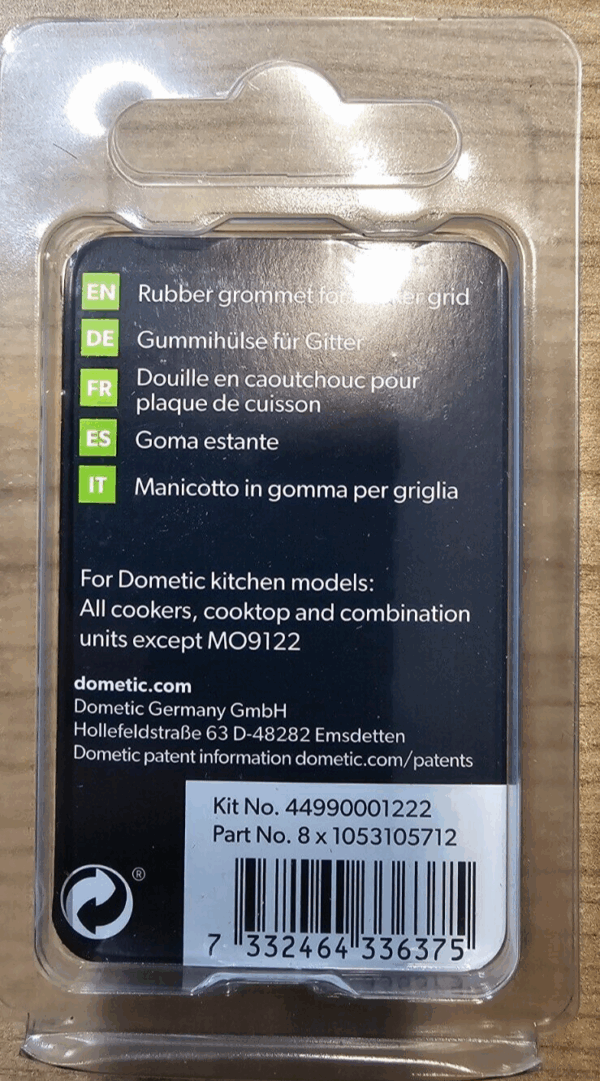 EN Rubber grommet for cooker grid
DE Gummihülse für Gitter
FR Douille en caoutchouc pour
plaque de cuisson
ES Goma estante
IT Manicotto in gomma per griglia
For Dometic kitchen models:
All cookers, cooktop and combination
units except MO9122
dometic.com
Dometic Germany GmbH
Hollefeldstraße 63 D-48282 Emsdetten
Dometic patent information dometic.com/patents
Kit No. 44990001222
Part No. 8 x 1053105712
®
7 332464 336375